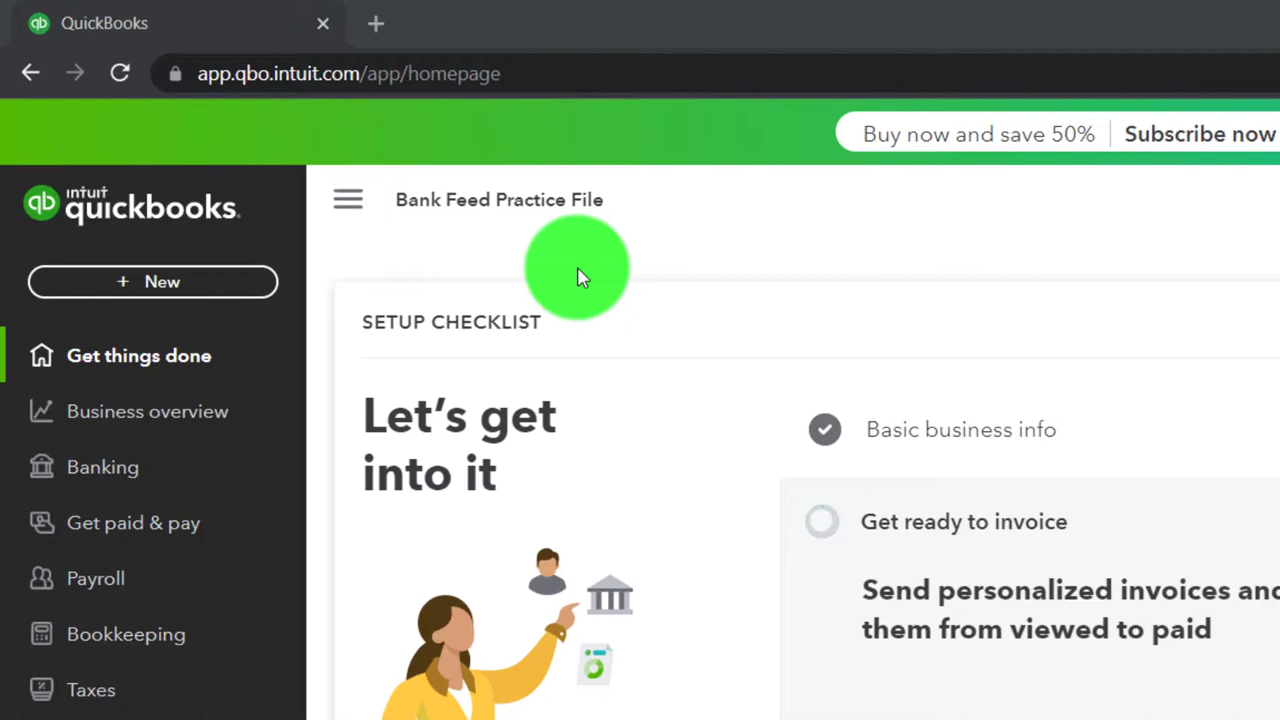 QuickBooks
app.qbo.intuit.com/app/homepage
Buy now and save 50% Subscribe now
intuit
quickbooks.
Bank Feed Practice File
+ New
SETUP CHECKLIST
Get things done
Business overview
Banking
Get paid & pay
Payroll
Bookkeeping
Taxes
Let's get
into it
Basic business info
Get ready to invoice
Send personalized invoices and
them from viewed to paid